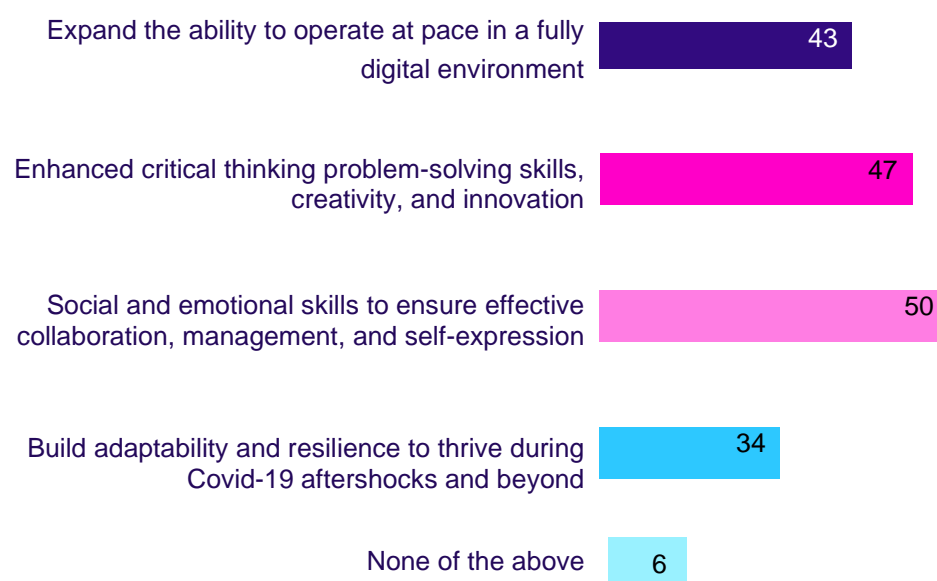 Expand the ability to operate at pace in a fully
digital environment
43
Enhanced critical thinking problem-solving skills,
creativity, and innovation
47
Social and emotional skills to ensure effective
collaboration, management, and self-expression
50
Build adaptability and resilience to thrive during
Covid-19 aftershocks and beyond
34
None of the above
6